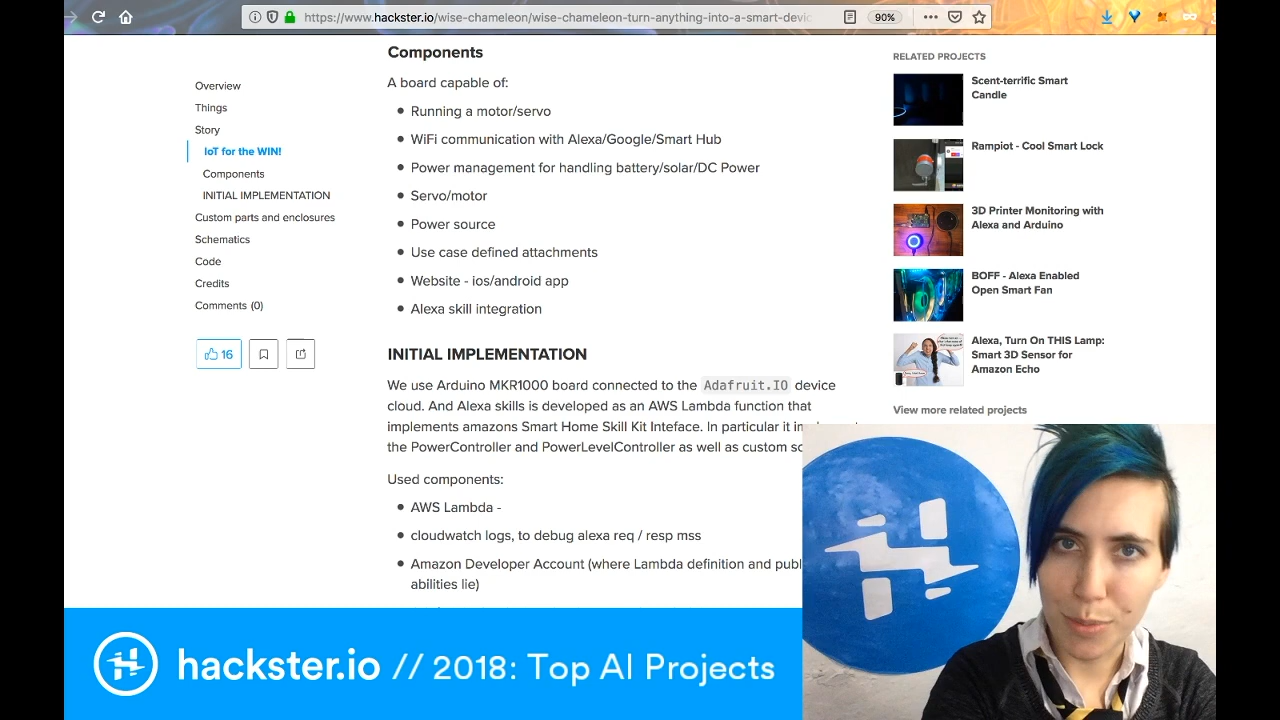 https://www.hackster.io/wise-chameleon/wise-chameleon-turn-anything-into-a-smart-devic
90%
Overview
Things
Story
IoT for the WIN!
Components
INITIAL IMPLEMENTATION
Custom parts and enclosures
Schematics
Code
Credits
Comments (0)
16
Components
A board capable of:
Running a motor/servo
WiFi communication with Alexa/Google/Smart Hub
Power management for handling battery/solar/DC Power
Servo/motor
Power source
Use case defined attachments
Website - ios/android app
Alexa skill integration
INITIAL IMPLEMENTATION
We use Arduino MKR1000 board connected to the Adafruit.IO device
cloud. And Alexa skills is developed as an AWS Lambda function that
implements amazons Smart Home Skill Kit Inteface. In particular it
the PowerController and PowerLevelController as well as custom
Used components:
AWS Lambda -
cloudwatch logs, to debug alexa req / resp mss
Amazon Developer Account (where Lambda definition and publ
abilities lie)
RELATED PROJECTS
Scent-terrific Smart
Candle
Rampiot - Cool Smart Lock
3D Printer Monitoring with
Alexa and Arduino
BOFF - Alexa Enabled
Open Smart Fan
Alexa, Turn On THIS Lamp:
Smart 3D Sensor for
Amazon Echo
View more related projects
hackster.io // 2018: Top AI Projects